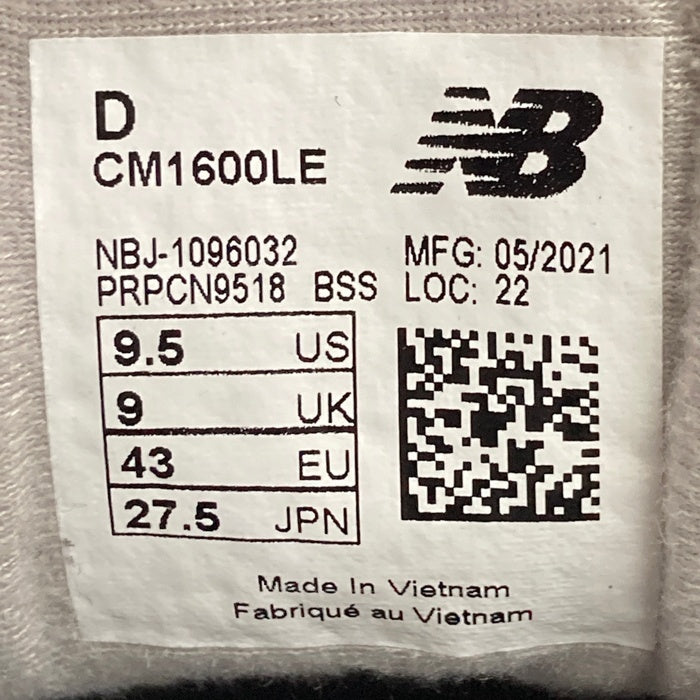 D
CM1600LE
NB
NBJ-1096032 MFG: 05/2021
PRPCN9518 BSS LOC: 22
9.5 US
9 UK
43 EU
27.5 JPN
Made In Vietnam
Fabriqué au Vietnam